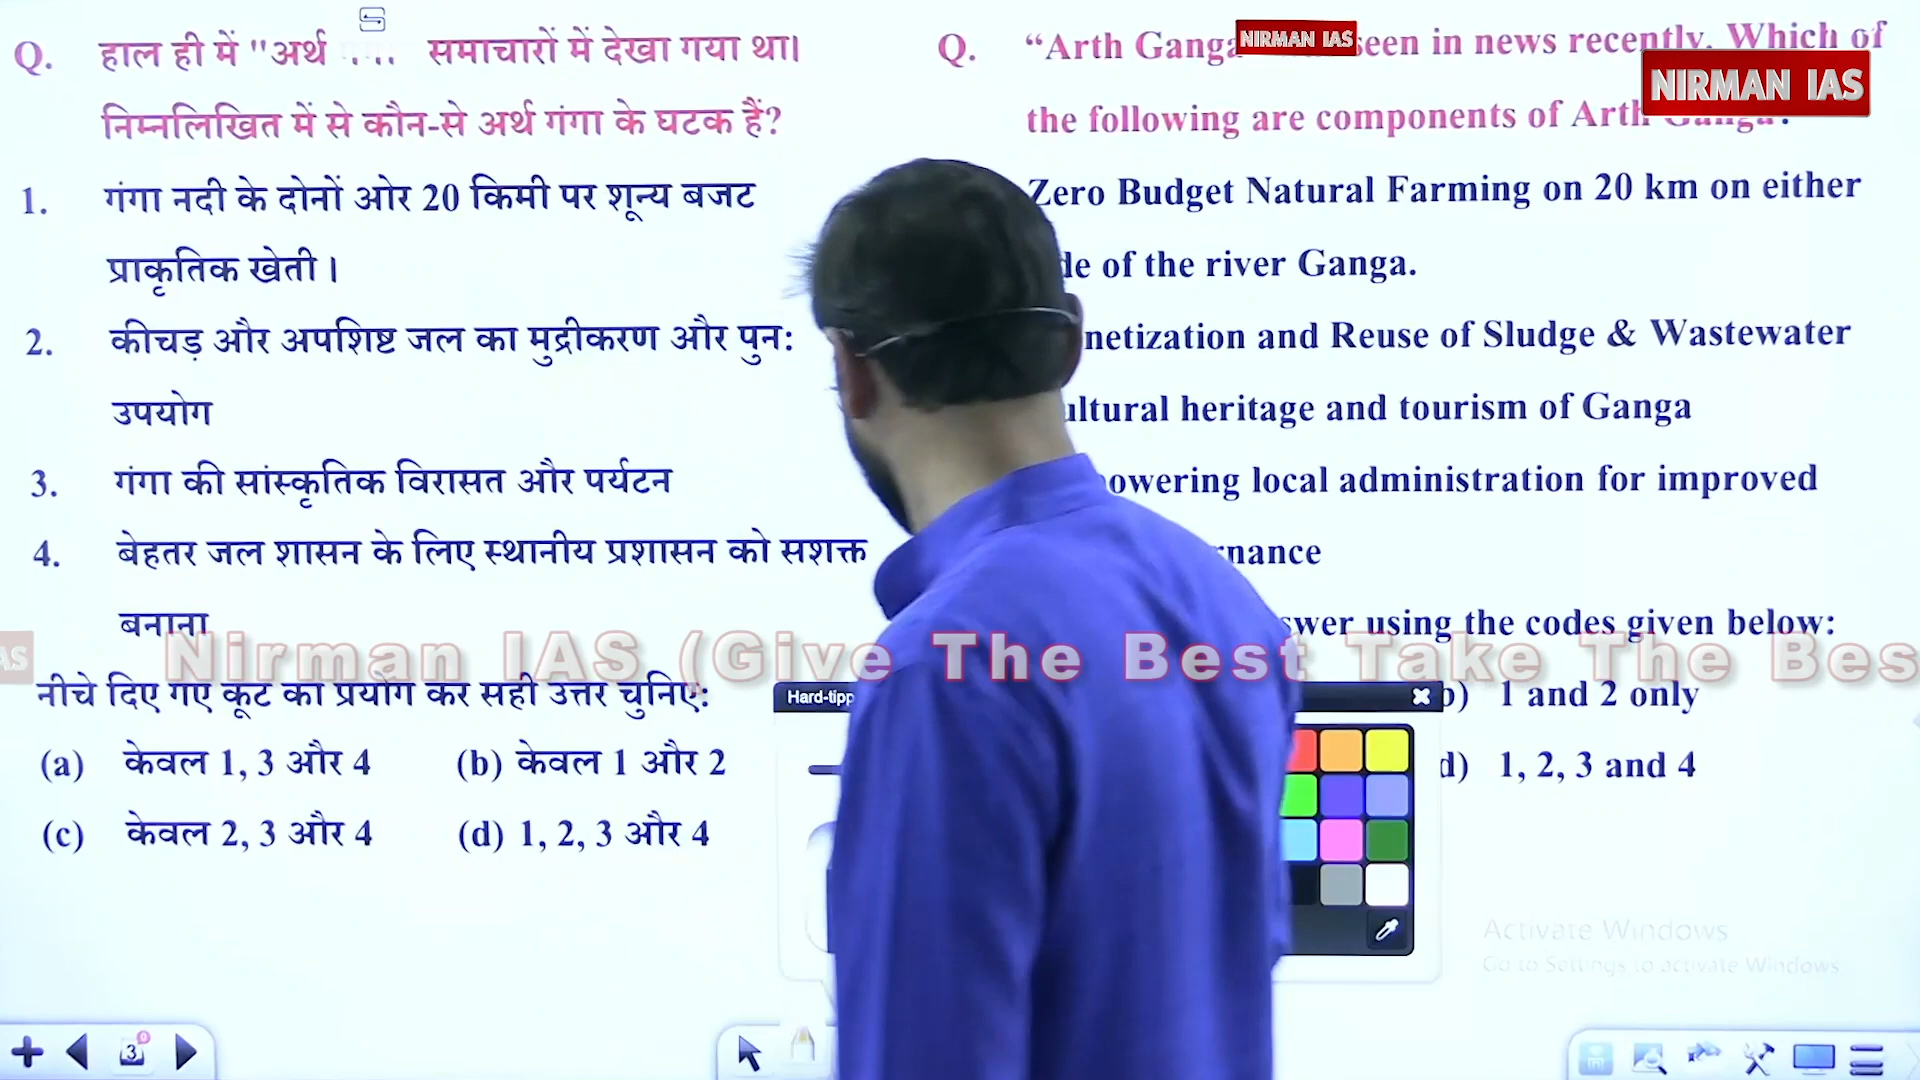 Q. हाल ही में "अर्थ समाचारों में देखा गया था।
निम्नलिखित में से कौन-से अर्थ गंगा के घटक हैं?
1. गंगा नदी के दोनों ओर 20 किमी पर शून्य बजट
प्राकृतिक खेती।
2. कीचड़ और अपशिष्ट जल का मुद्रीकरण और पुन:
उपयोग
3. गंगा की सांस्कृतिक विरासत और पर्यटन
4. बेहतर जल शासन के लिए स्थानीय प्रशासन को सशक्त
बनाना
नीचे दिए गए कूट का प्रयोग कर सही उत्तर चुनिए:
(a) केवल 1, 3 और 4 (b) केवल 1 और 2
(c) केवल 2, 3 और 4 (d) 1, 2, 3 और 4
Q. “Arth Ganga seen in news recently. Which of
the following are components of Arth Ganga?
Zero Budget Natural Farming on 20 km on either
of the river Ganga.
and Reuse of Sludge & Wastewater
heritage and tourism of Ganga
local administration for improved
using the codes given below:
b) 1 and 2 only
d) 1, 2, 3 and 4
NIRMAN IAS
NIRMAN IAS
AS Nirman IAS (Give The Best Take The Bes
Hard-tipp
Activate Windows
Go to Settings to activate Windows
3